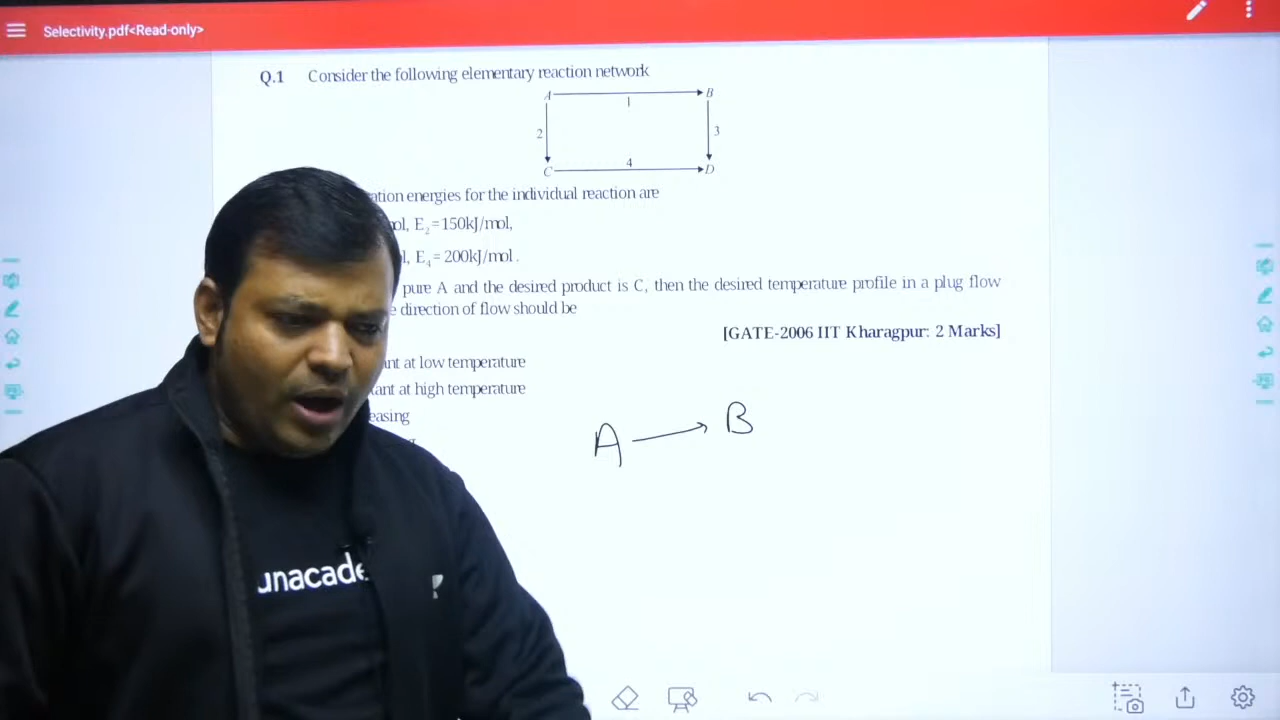 Selectivity.pdf<Read-only>
Q.1 Consider the following elementary reaction network
A B
1
2 3
4
C D
ation energies for the individual reaction are
ol, E₂ = 150kJ/mol,
l, E₄ = 200kJ/mol.
pure A and the desired product is C, then the desired temperature profile in a plug flow
e direction of flow should be
[GATE-2006 IIT Kharagpur: 2 Marks]
ant at low temperature
tant at high temperature
easing
A → B
unacade